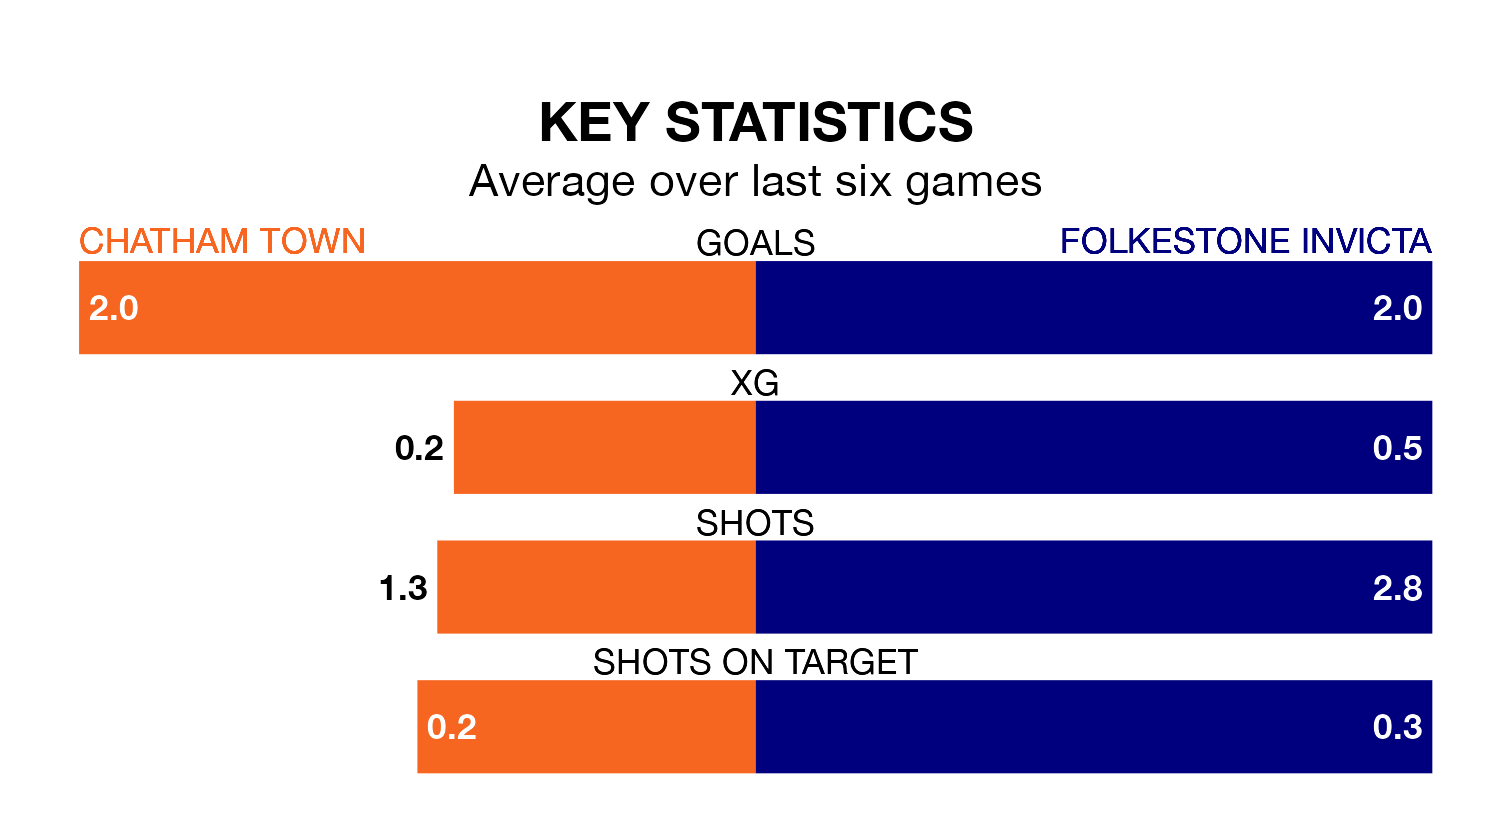 KEY STATISTICS
Average over last six games
CHATHAM TOWN GOALS FOLKESTONE INVICTA
2.0 2.0
XG
0.2 0.5
SHOTS
1.3 2.8
SHOTS ON TARGET
0.2 0.3